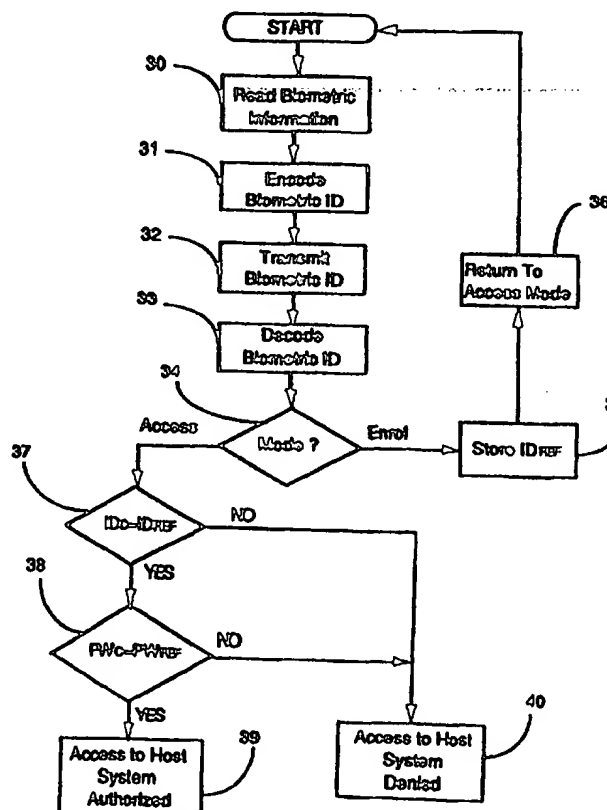 START
30
Read Biometric
Information
31
Encode
Biometric ID
32
Transmit
Biometric ID
33
Decode
Biometric ID
34
Mode ?
Access
Enrol
Store IDREF
3
Return To
Access Mode
36
37
IDc=IDREF
NO
YES
38
PWc=PWREF
NO
YES
39
Access to Host
System
Authorized
40
Access to Host
System
Denied